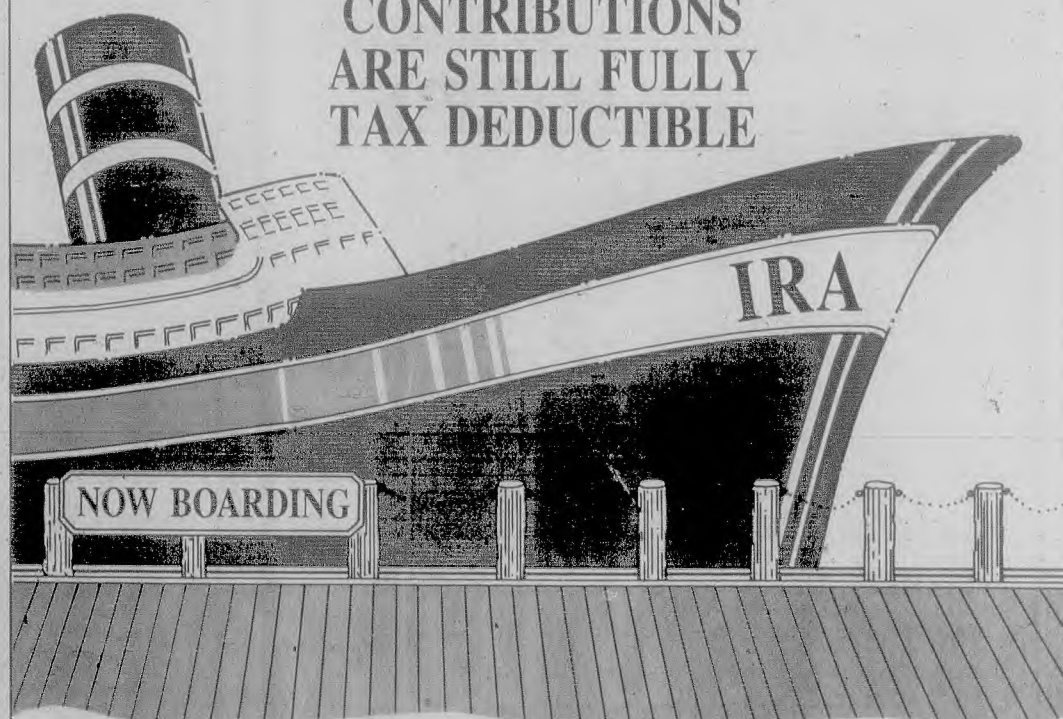 CONTRIBUTIONS
ARE STILL FULLY
TAX DEDUCTIBLE
IRA
NOW BOARDING